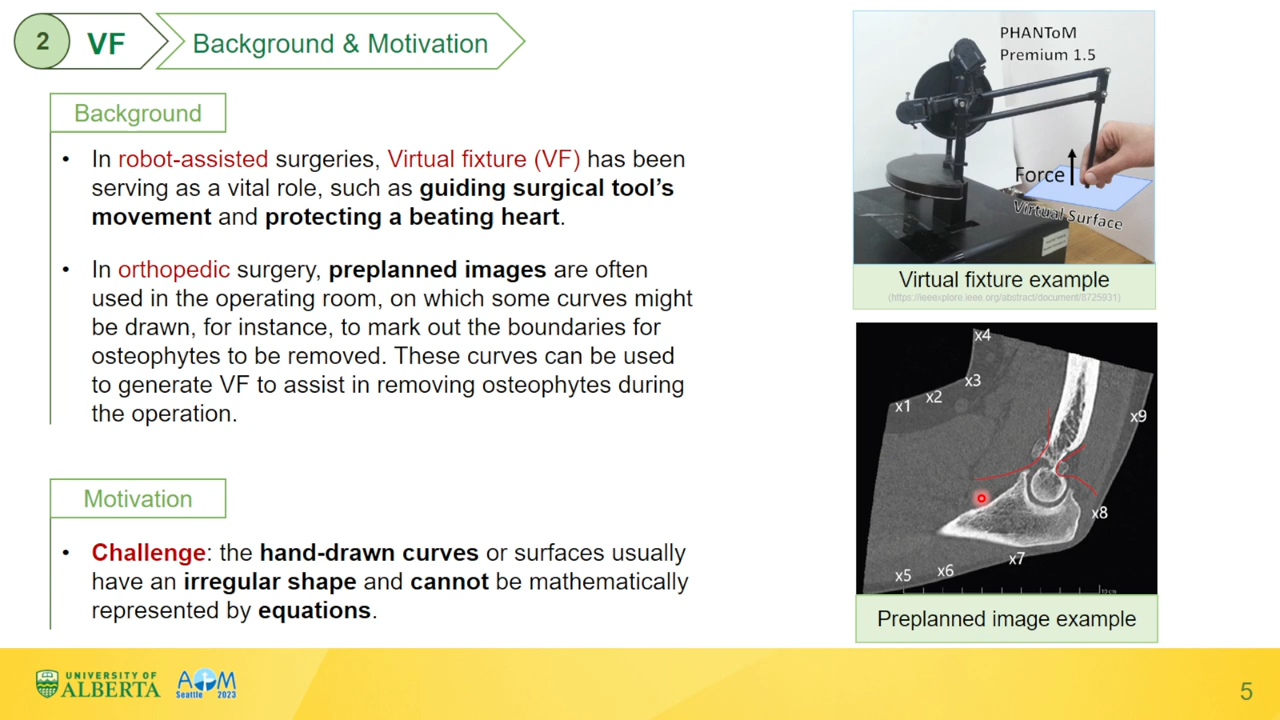 2
VF
Background & Motivation
Background
• In robot-assisted surgeries, Virtual fixture (VF) has been
serving as a vital role, such as guiding surgical tool's
movement and protecting a beating heart.
• In orthopedic surgery, preplanned images are often
used in the operating room, on which some curves might
be drawn, for instance, to mark out the boundaries for
osteophytes to be removed. These curves can be used
to generate VF to assist in removing osteophytes during
the operation.
Motivation
• Challenge: the hand-drawn curves or surfaces usually
have an irregular shape and cannot be mathematically
represented by equations.
PHANToM
Premium 1.5
Force
Virtual Surface
Virtual fixture example
(https://ieeexplore.ieee.org/abstract/document/8725931)
x4
x3
x2
x1
x9
x8
x7
x6
x5
Preplanned image example
UNIVERSITY OF
ALBERTA
AIM
Seattle 2023
5